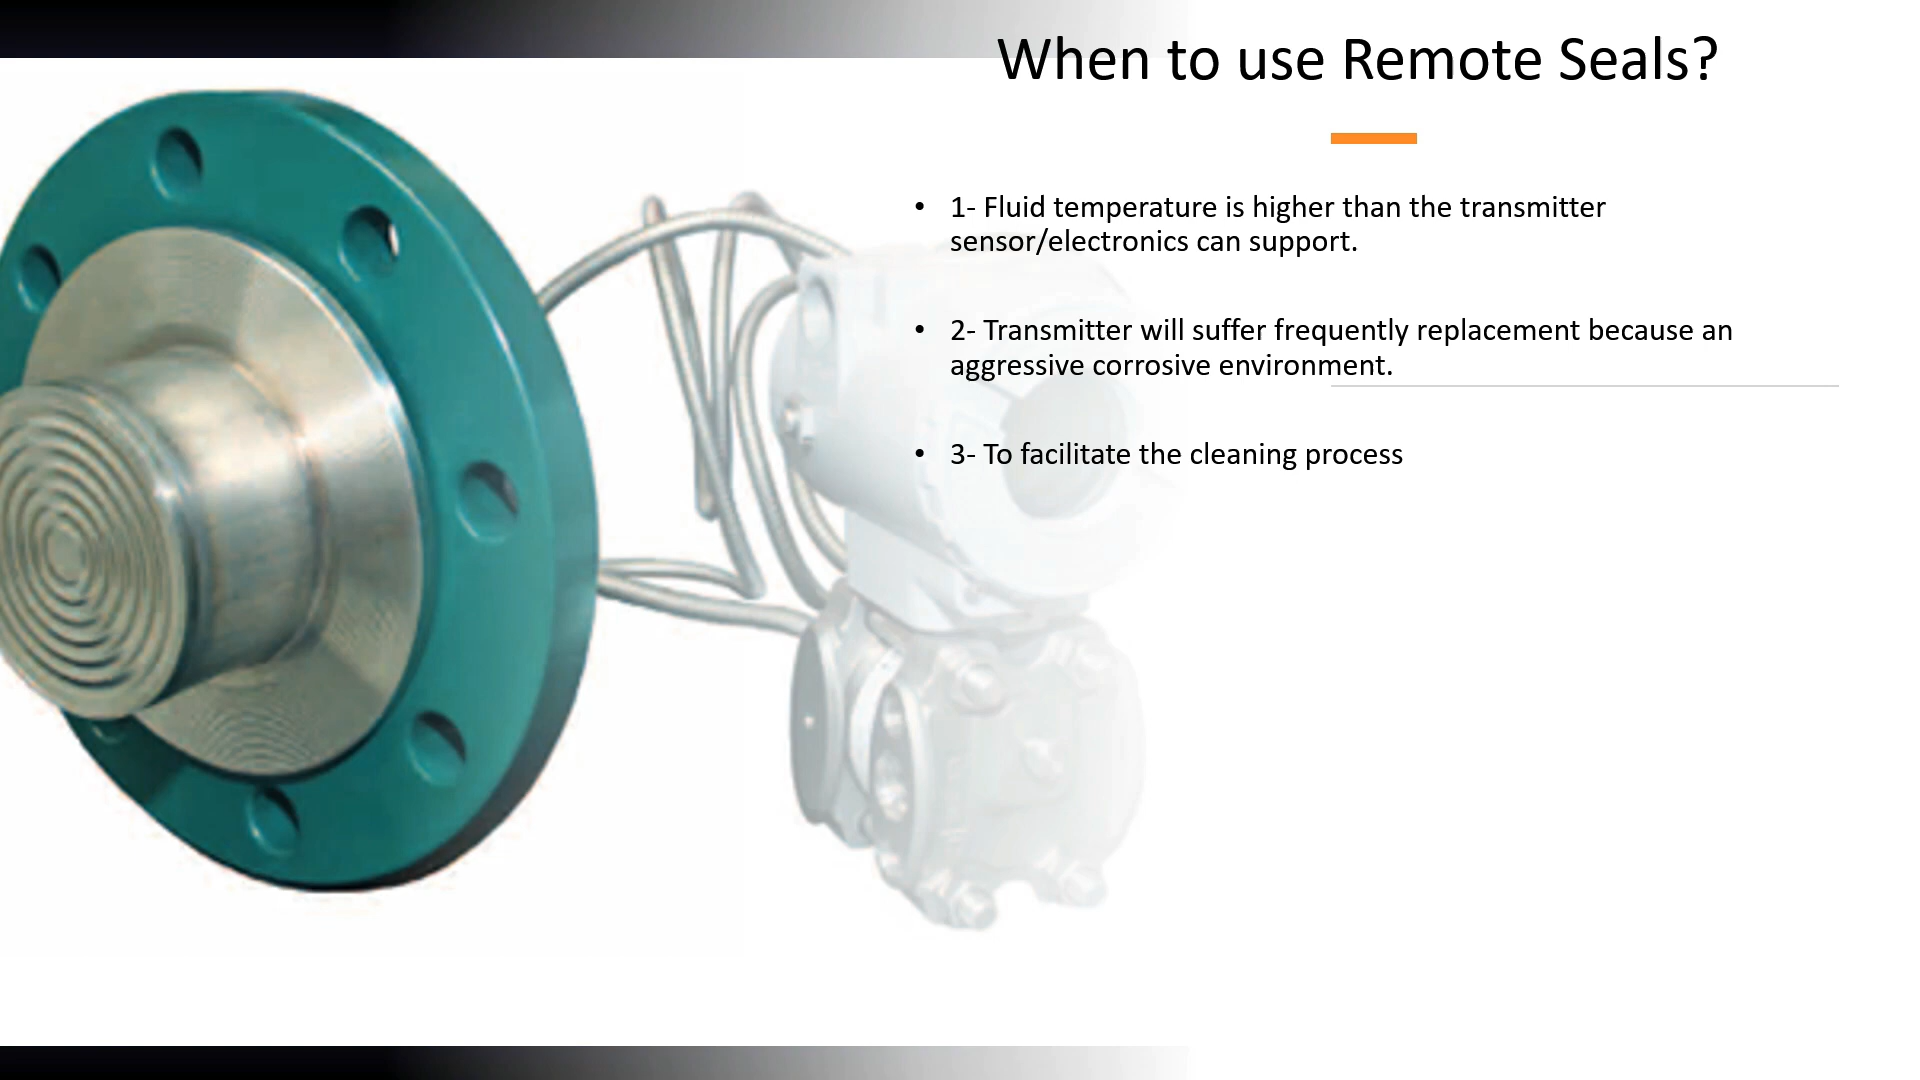 When to use Remote Seals?
• 1- Fluid temperature is higher than the transmitter
sensor/electronics can support.
• 2- Transmitter will suffer frequently replacement because an
aggressive corrosive environment.
• 3- To facilitate the cleaning process